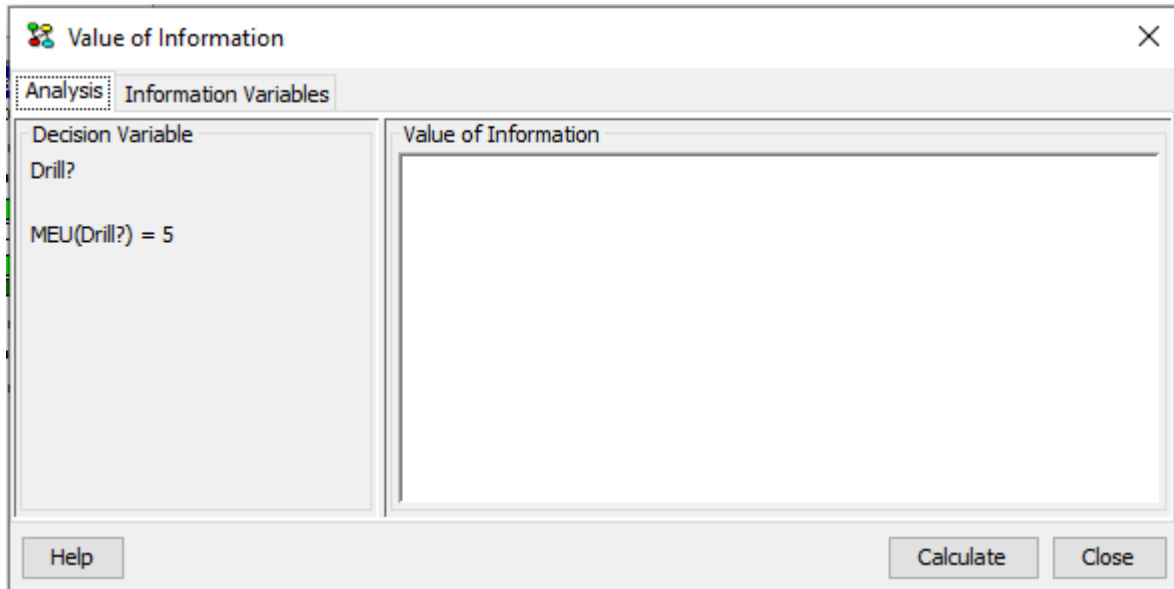 Value of Information
Analysis Information Variables
Decision Variable
Drill?
MEU(Drill?) = 5
Value of Information
Help Calculate Close